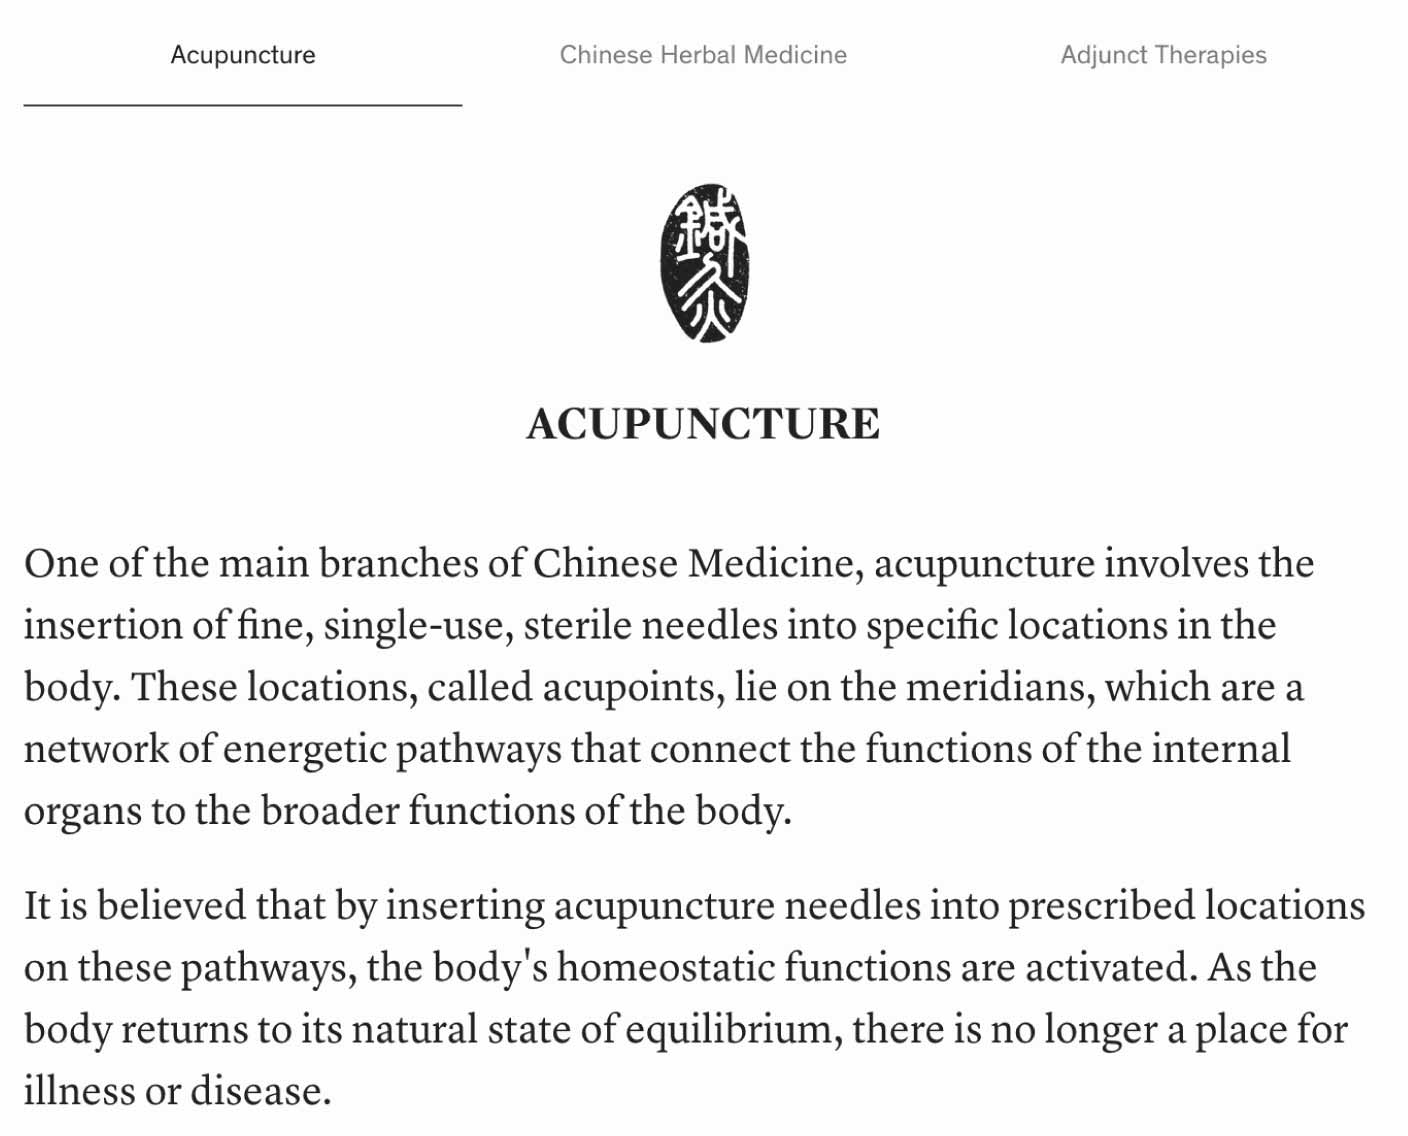 Acupuncture
Chinese Herbal Medicine
Adjunct Therapies
鍼
灸
ACUPUNCTURE
One of the main branches of Chinese Medicine, acupuncture involves the
insertion of fine, single-use, sterile needles into specific locations in the
body. These locations, called acupoints, lie on the meridians, which are a
network of energetic pathways that connect the functions of the internal
organs to the broader functions of the body.
It is believed that by inserting acupuncture needles into prescribed locations
on these pathways, the body's homeostatic functions are activated. As the
body returns to its natural state of equilibrium, there is no longer a place for
illness or disease.